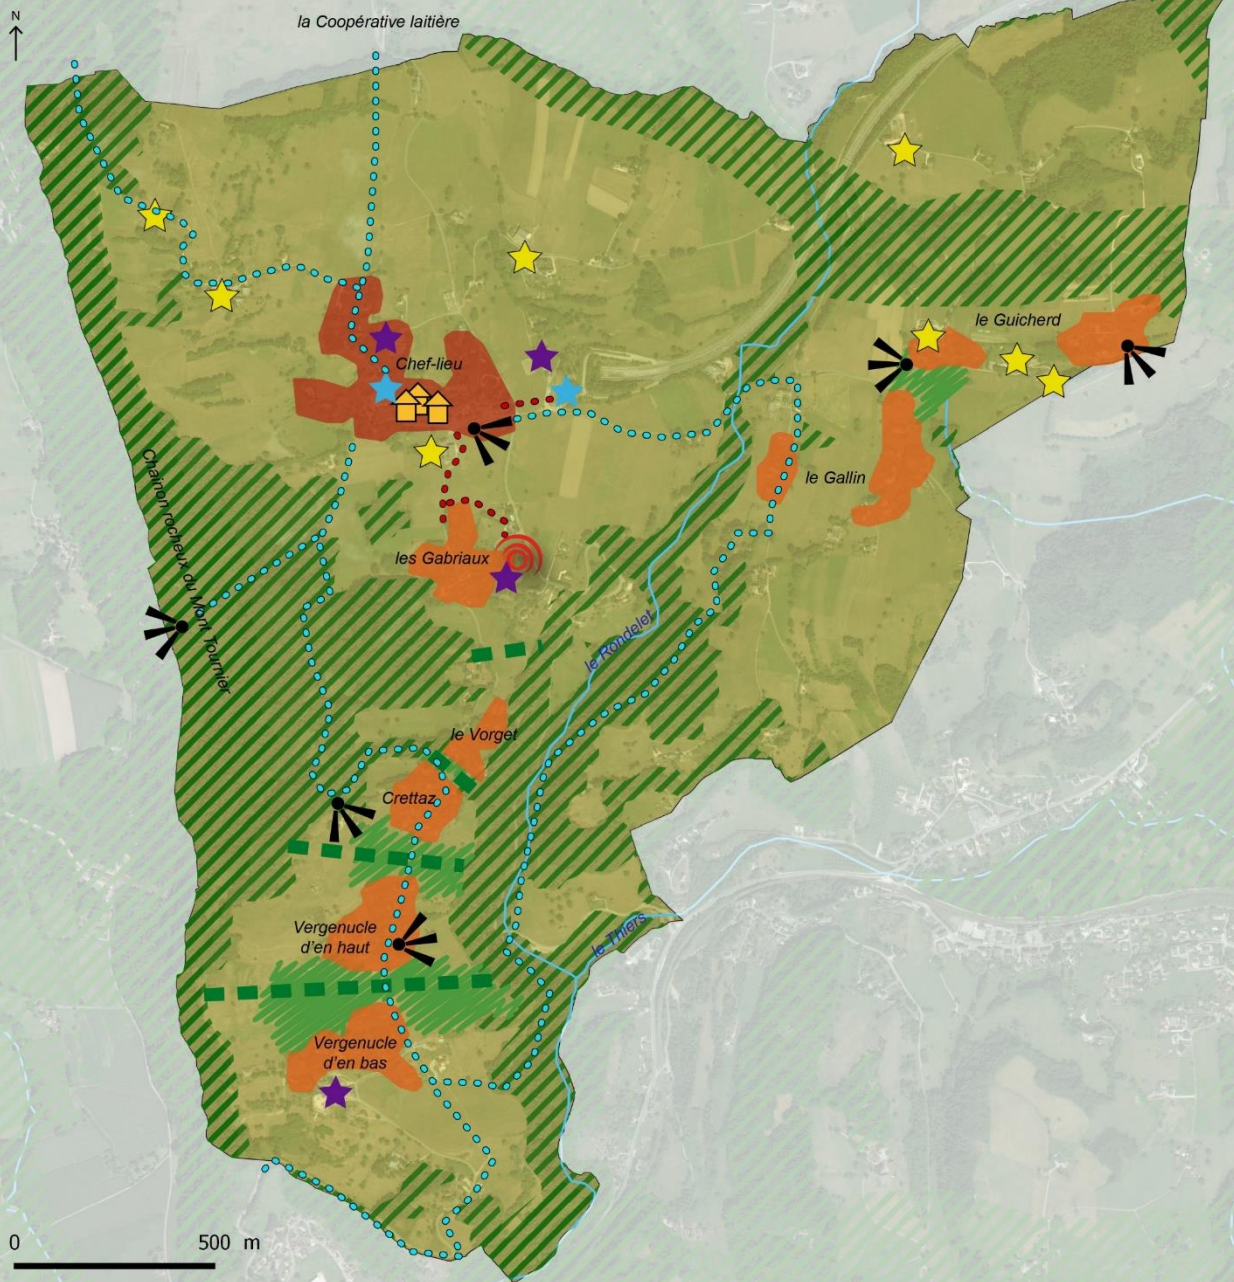 N
la Coopérative laitière
le Guicherd
Chef-lieu
le Gallin
Chainon rocheux du Mont Tournier
les Gabriaux
le Rondelet
le Vorget
Crettaz
Vergenucle
d'en haut
le Thiers
Vergenucle
d'en bas
0 500 m